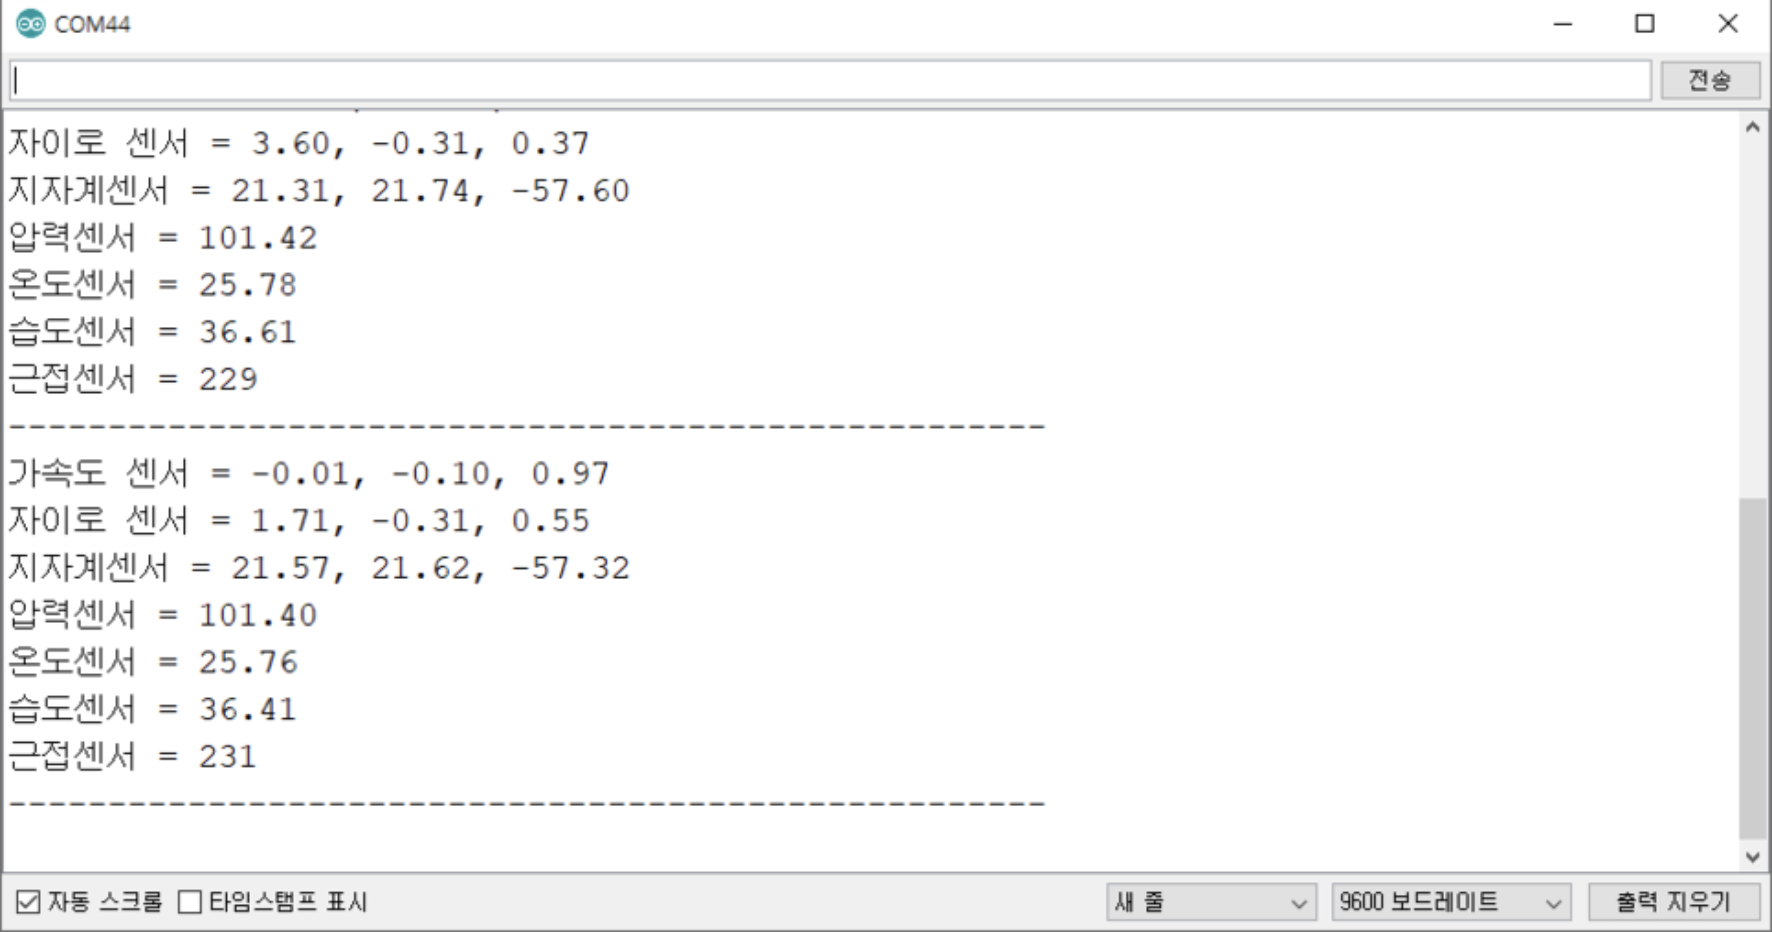 COM44
전송
자이로 센서 = 3.60, -0.31, 0.37
지자계센서 = 21.31, 21.74, -57.60
압력센서 = 101.42
온도센서 = 25.78
습도센서 = 36.61
근접센서 = 229
----------------------------------------------------
가속도 센서 = -0.01, -0.10, 0.97
자이로 센서 = 1.71, -0.31, 0.55
지자계센서 = 21.57, 21.62, -57.32
압력센서 = 101.40
온도센서 = 25.76
습도센서 = 36.41
근접센서 = 231
----------------------------------------------------
자동 스크롤 타임스탬프 표시 새 줄 9600 보드레이트 출력 지우기